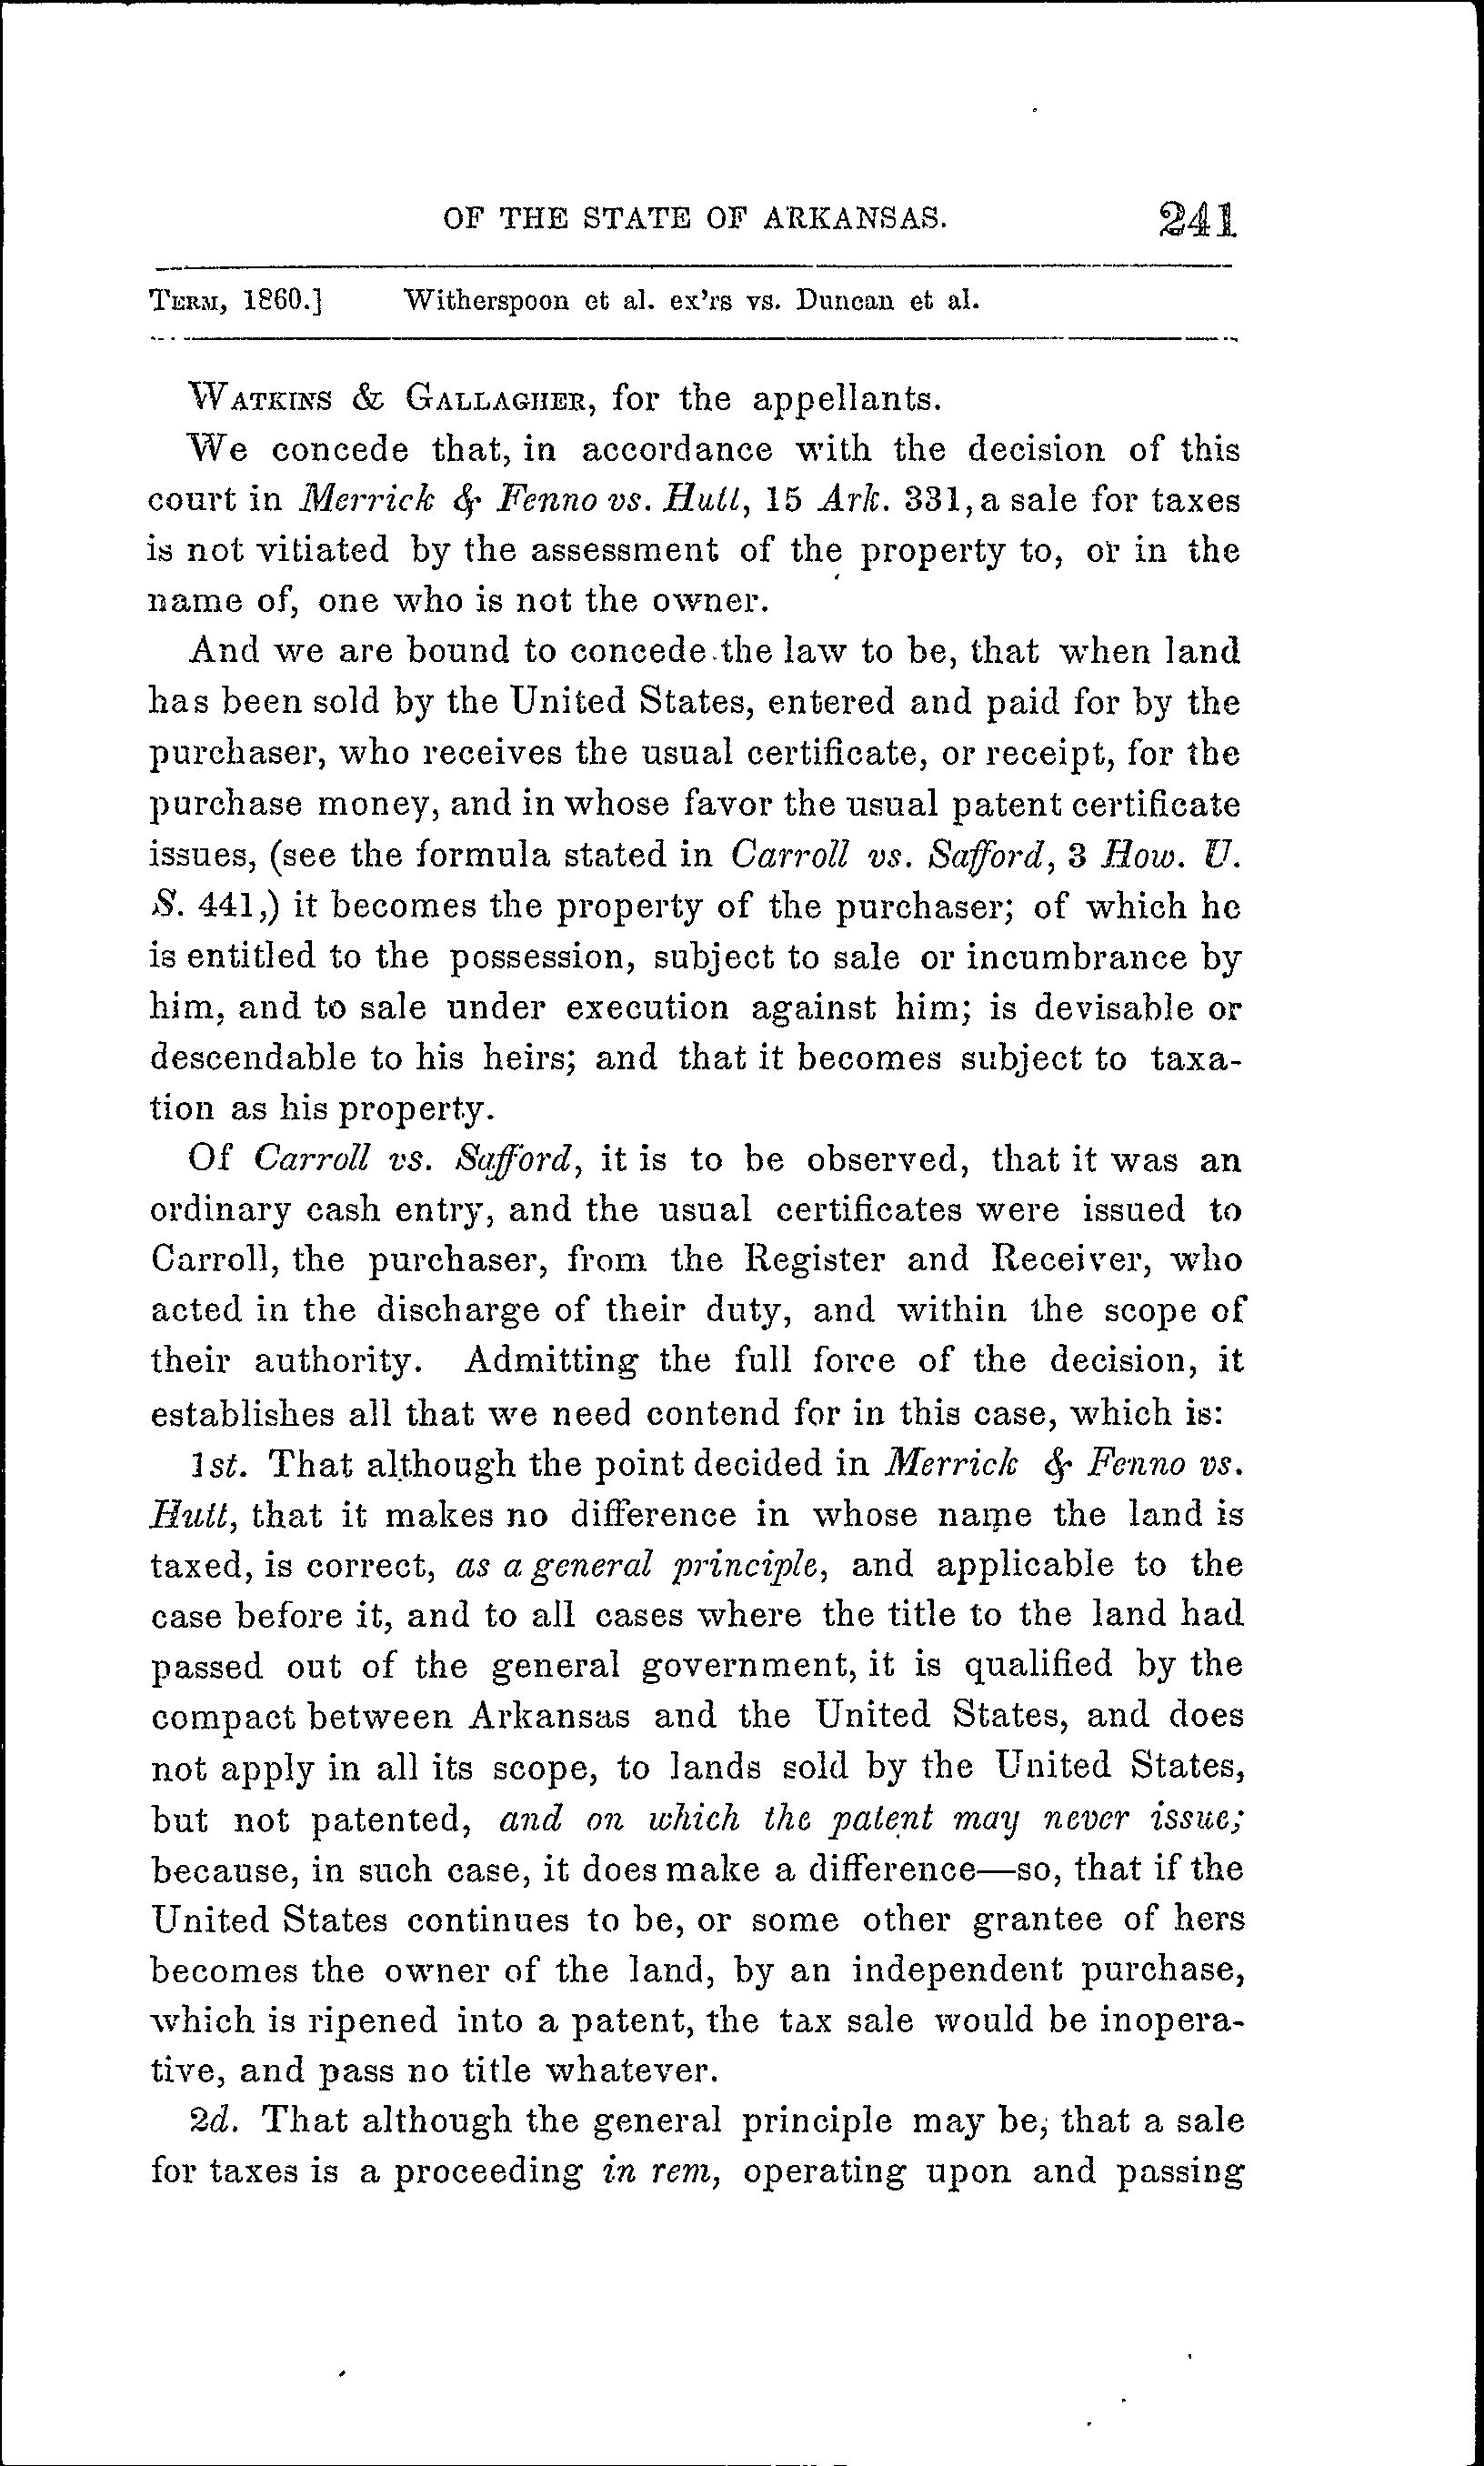 OF THE STATE OF ARKANSAS. 241
TERM, 1860.] Witherspoon et al. ex'rs vs. Duncan et al.
WATKINS & GALLAGHER, for the appellants.
We concede that, in accordance with the decision of this
court in Merrick & Fenno vs. Hutt, 15 Ark. 331, a sale for taxes
is not vitiated by the assessment of the property to, or in the
name of, one who is not the owner.
And we are bound to concede the law to be, that when land
has been sold by the United States, entered and paid for by the
purchaser, who receives the usual certificate, or receipt, for the
purchase money, and in whose favor the usual patent certificate
issues, (see the formula stated in Carroll vs. Safford, 3 How. U.
S. 441,) it becomes the property of the purchaser; of which he
is entitled to the possession, subject to sale or incumbrance by
him, and to sale under execution against him; is devisable or
descendable to his heirs; and that it becomes subject to taxa-
tion as his property.
Of Carroll vs. Safford, it is to be observed, that it was an
ordinary cash entry, and the usual certificates were issued to
Carroll, the purchaser, from the Register and Receiver, who
acted in the discharge of their duty, and within the scope of
their authority. Admitting the full force of the decision, it
establishes all that we need contend for in this case, which is:
1st. That although the point decided in Merrick & Fenno vs.
Hutt, that it makes no difference in whose name the land is
taxed, is correct, as a general principle, and applicable to the
case before it, and to all cases where the title to the land had
passed out of the general government, it is qualified by the
compact between Arkansas and the United States, and does
not apply in all its scope, to lands sold by the United States,
but not patented, and on which the patent may never issue;
because, in such case, it does make a difference—so, that if the
United States continues to be, or some other grantee of hers
becomes the owner of the land, by an independent purchase,
which is ripened into a patent, the tax sale would be inopera-
tive, and pass no title whatever.
2d. That although the general principle may be, that a sale
for taxes is a proceeding in rem, operating upon and passing